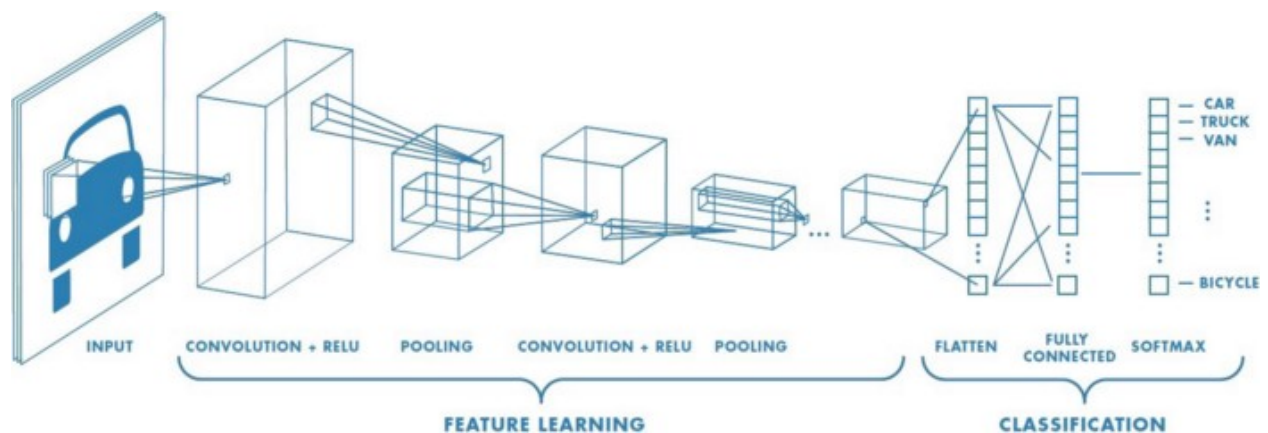 CAR
TRUCK
VAN
BICYCLE
INPUT
CONVOLUTION + RELU
POOLING
CONVOLUTION + RELU
POOLING
FLATTEN
FULLY
CONNECTED
SOFTMAX
FEATURE LEARNING
CLASSIFICATION